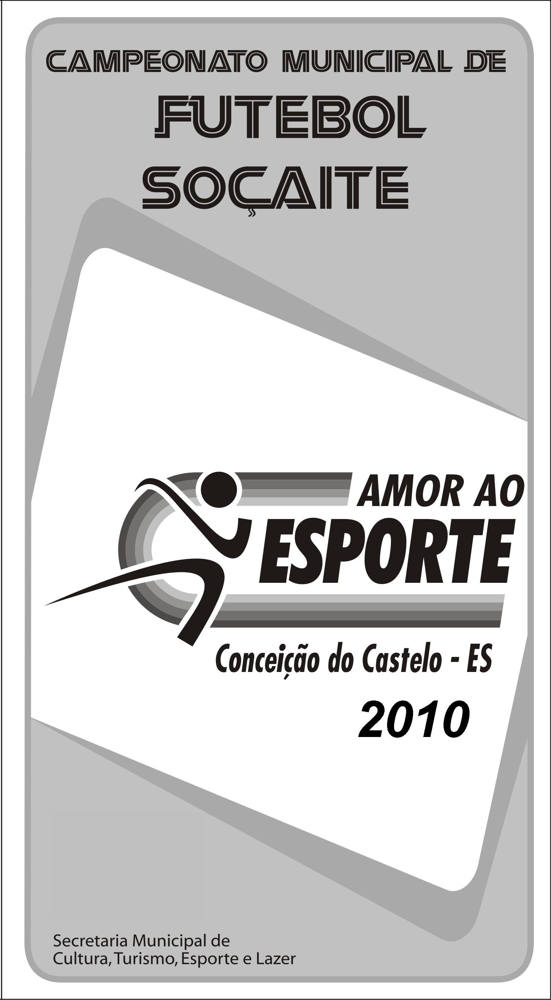 CAMPEONATO MUNICIPAL DE
FUTEBOL
SOÇAITE
AMOR AO
ESPORTE
Conceição do Castelo - ES
2010
Secretaria Municipal de
Cultura, Turismo, Esporte e Lazer